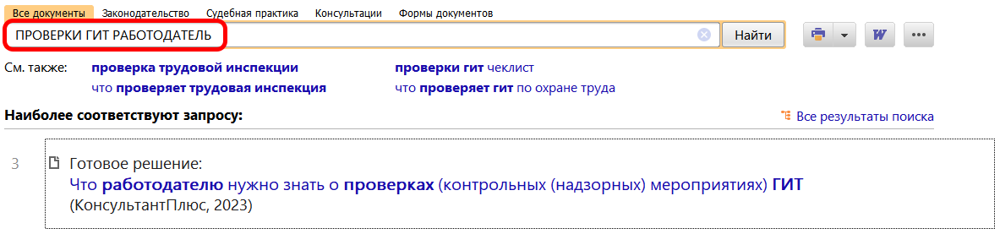 Все документы Законодательство Судебная практика Консультации Формы документов
ПРОВЕРКИ ГИТ РАБОТОДАТЕЛЬ Найти W
См. также: проверка трудовой инспекции проверки гит чеклист
что проверяет трудовая инспекция что проверяет гит по охране труда
Наиболее соответствуют запросу: Все результаты поиска
3 Готовое решение:
Что работодателю нужно знать о проверках (контрольных (надзорных) мероприятиях) ГИТ
(КонсультантПлюс, 2023)